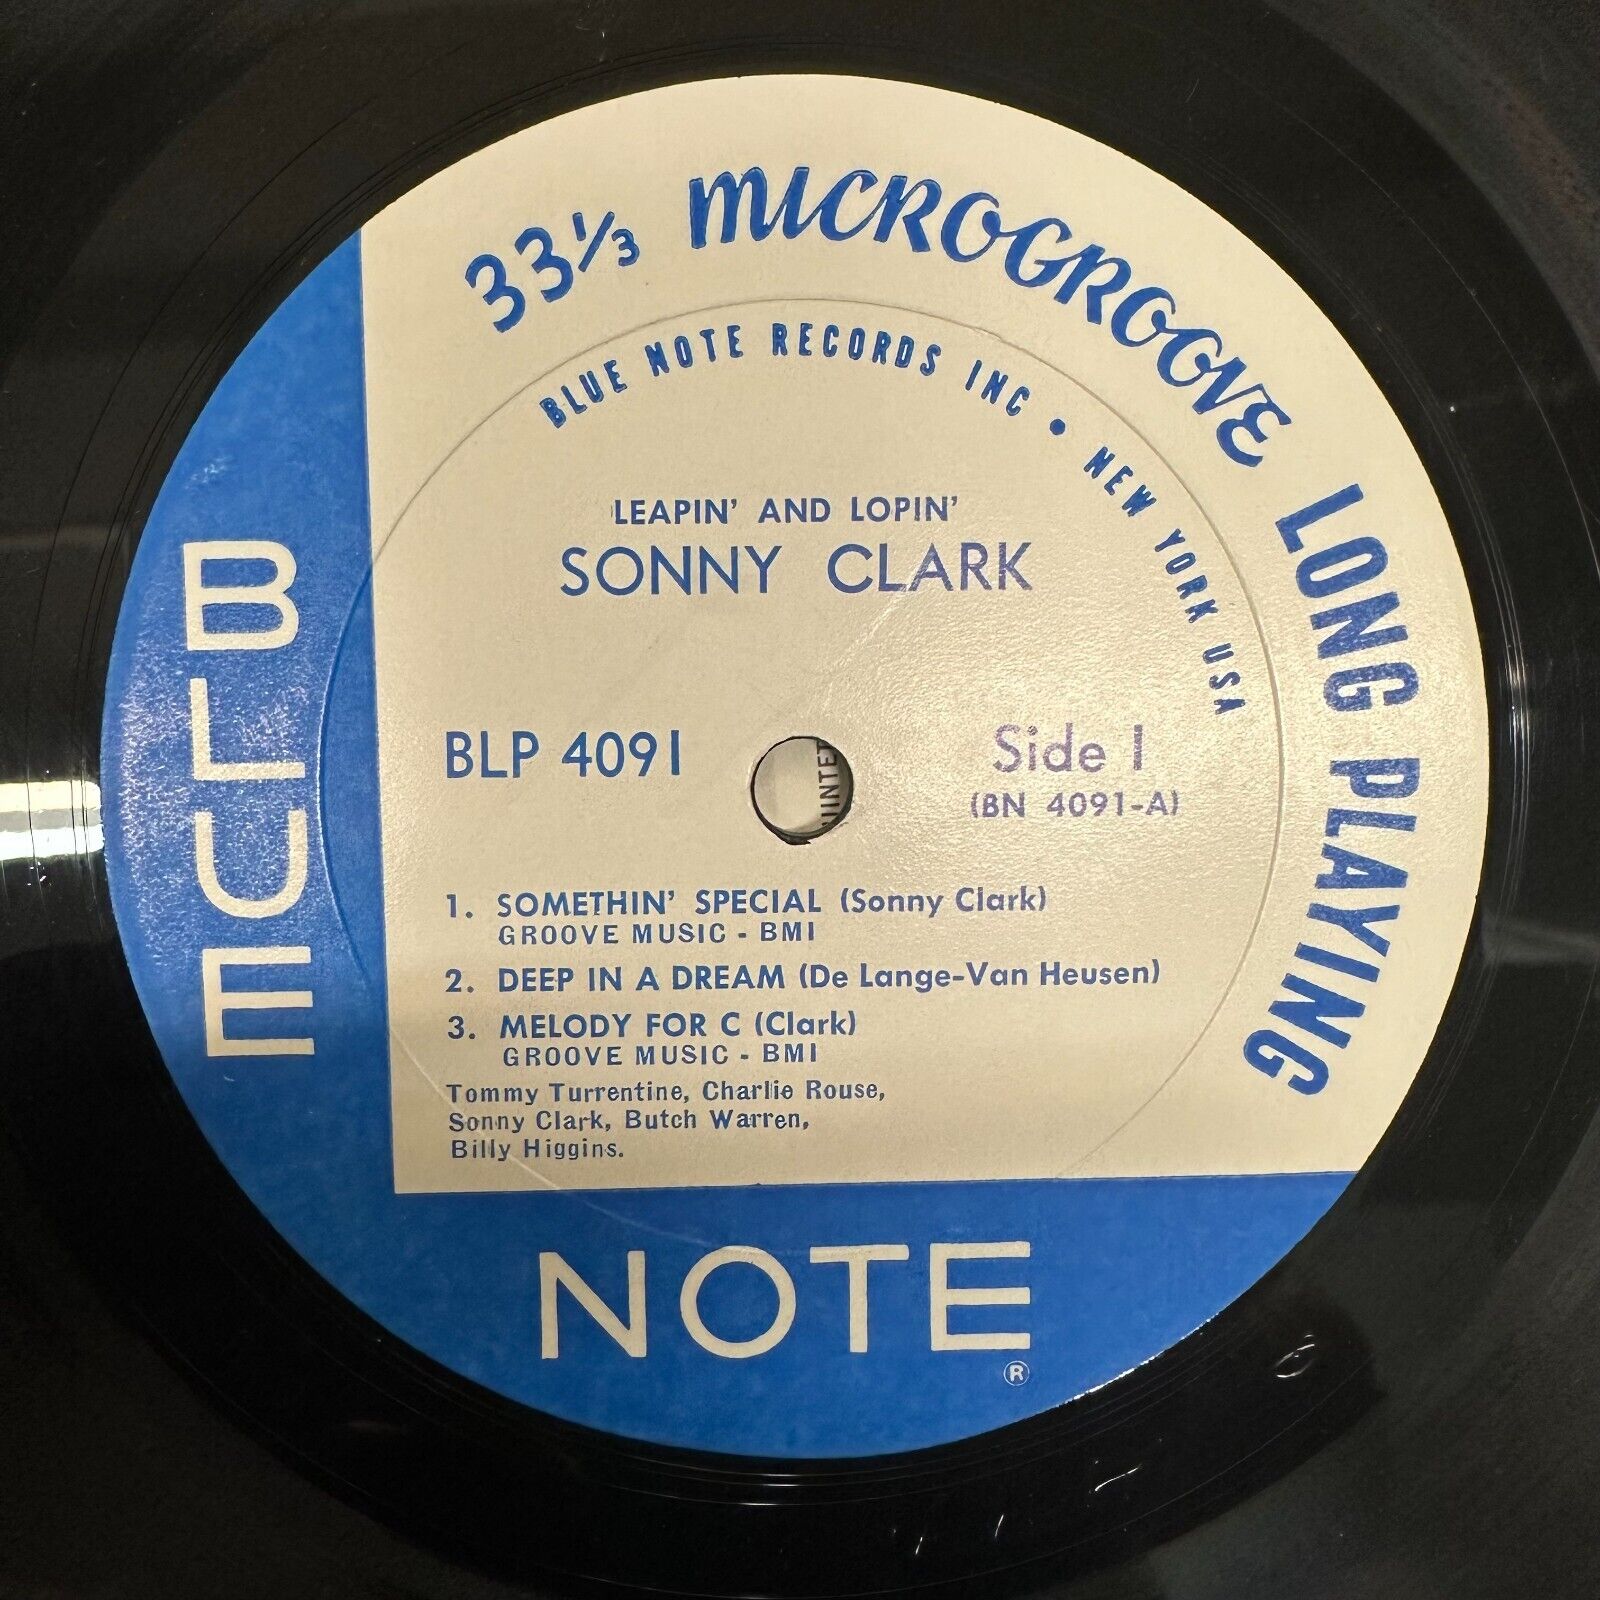 33⅓ MICROGROOVE LONG PLAYING
BLUE NOTE RECORDS INC • NEW YORK USA
LEAPIN' AND LOPIN'
SONNY CLARK
BLP 4091
Side 1
(BN 4091-A)
1. SOMETHIN' SPECIAL (Sonny Clark)
GROOVE MUSIC - BMI
2. DEEP IN A DREAM (De Lange-Van Heusen)
3. MELODY FOR C (Clark)
GROOVE MUSIC - BMI
Tommy Turrentine, Charlie Rouse,
Sonny Clark, Butch Warren,
Billy Higgins.
BLUE
NOTE
®